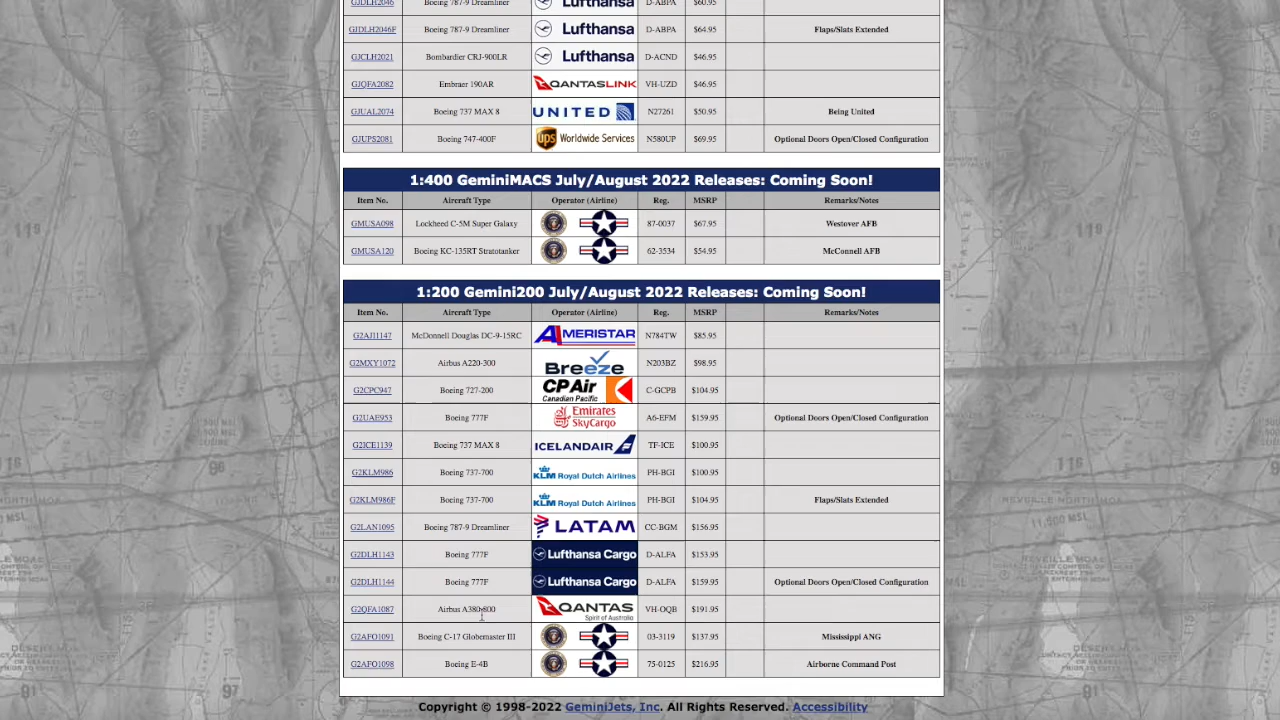 GJDLH2046 Boeing 787-9 Dreamliner Lufthansa D-ABPA $60.95
GJDLH2046F Boeing 787-9 Dreamliner Lufthansa D-ABPA $64.95 Flaps/Slats Extended
GJCLH2021 Bombardier CRJ-900LR Lufthansa D-ACND $46.95
GJQFA2082 Embraer 190AR QANTASLINK VH-UZD $46.95
GJUAL2074 Boeing 737 MAX 8 UNITED N27261 $50.95 Being United
GJUPS2081 Boeing 747-400F ups Worldwide Services N580UP $69.95 Optional Doors Open/Closed Configuration
1:400 GeminiMACS July/August 2022 Releases: Coming Soon!
Item No. Aircraft Type Operator (Airline) Reg. MSRP Remarks/Notes
GMUSA098 Lockheed C-5M Super Galaxy 87-0037 $67.95 Westover AFB
GMUSA120 Boeing KC-135RT Stratotanker 62-3534 $54.95 McConnell AFB
1:200 Gemini200 July/August 2022 Releases: Coming Soon!
Item No. Aircraft Type Operator (Airline) Reg. MSRP Remarks/Notes
G2AJI1147 McDonnell Douglas DC-9-15RC AMERISTAR N784TW $85.95
G2MXY1072 Airbus A220-300 Breeze N203BZ $98.95
G2CPC947 Boeing 727-200 CPAir Canadian Pacific C-GCPB $104.95
G2UAE953 Boeing 777F Emirates SkyCargo A6-EFM $159.95 Optional Doors Open/Closed Configuration
G2ICE1139 Boeing 737 MAX 8 ICELANDAIR TF-ICE $100.95
G2KLM986 Boeing 737-700 KLM Royal Dutch Airlines PH-BGI $100.95
G2KLM986F Boeing 737-700 KLM Royal Dutch Airlines PH-BGI $104.95 Flaps/Slats Extended
G2LAN1095 Boeing 787-9 Dreamliner LATAM CC-BGM $156.95
G2DLH1143 Boeing 777F Lufthansa Cargo D-ALFA $153.95
G2DLH1144 Boeing 777F Lufthansa Cargo D-ALFA $159.95 Optional Doors Open/Closed Configuration
G2QFA1087 Airbus A380-800 QANTAS Spirit of Australia VH-OQB $191.95
G2AFO1091 Boeing C-17 Globemaster III 03-3119 $137.95 Mississippi ANG
G2AFO1098 Boeing E-4B 75-0125 $216.95 Airborne Command Post
Copyright © 1998-2022 GeminiJets, Inc. All Rights Reserved. Accessibility